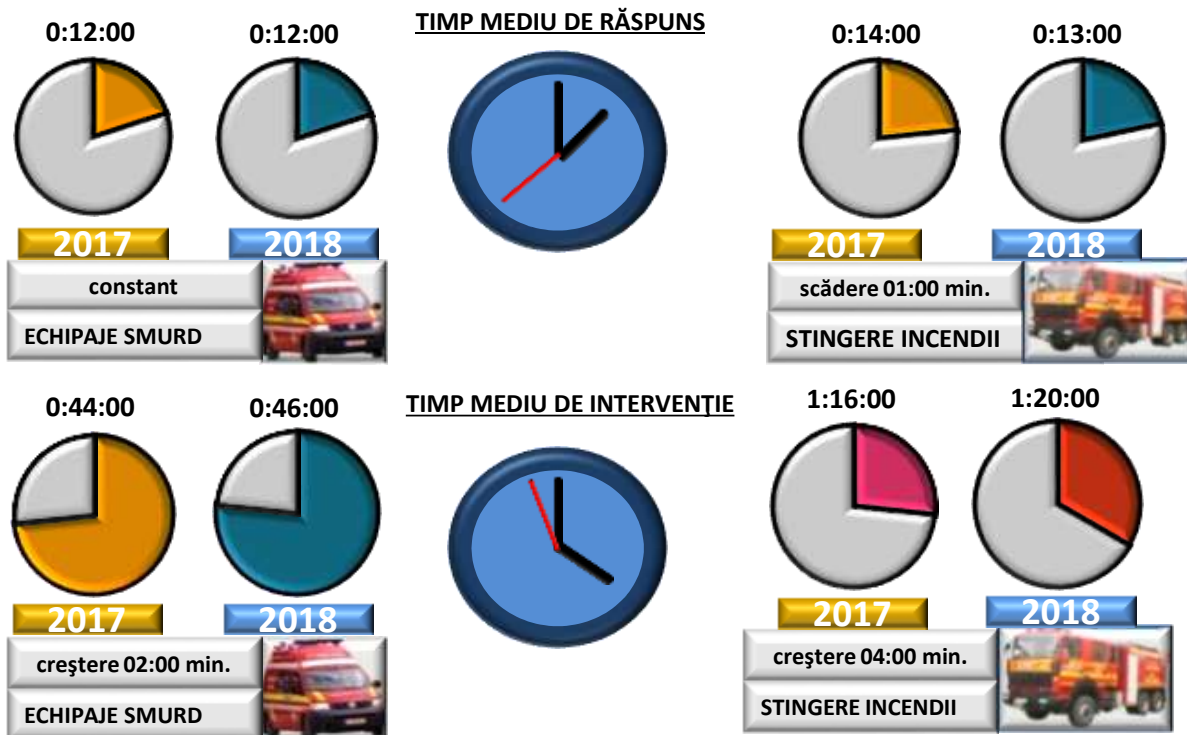 TIMP MEDIU DE RĂSPUNS
0:12:00
0:12:00
0:14:00
0:13:00
2017
2018
2017
2018
constant
ECHIPAJE SMURD
scădere 01:00 min.
STINGERE INCENDII
TIMP MEDIU DE INTERVENŢIE
0:44:00
0:46:00
1:16:00
1:20:00
2017
2018
2017
2018
creştere 02:00 min.
ECHIPAJE SMURD
creştere 04:00 min.
STINGERE INCENDII